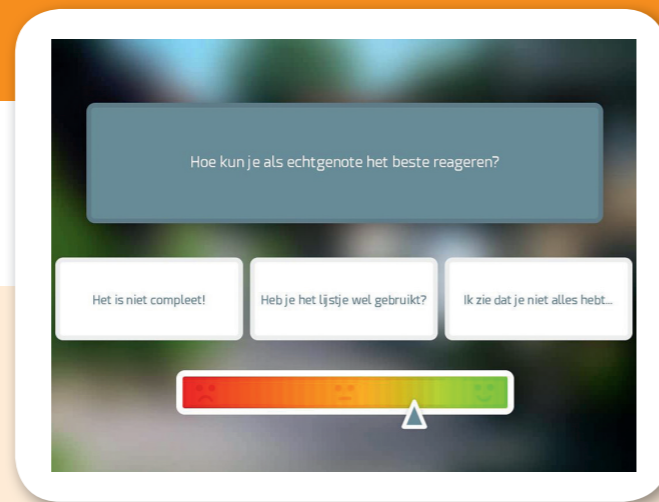 Hoe kun je als echtgenote het beste reageren?
Het is niet compleet!
Heb je het lijstje wel gebruikt?
Ik zie dat je niet alles hebt...